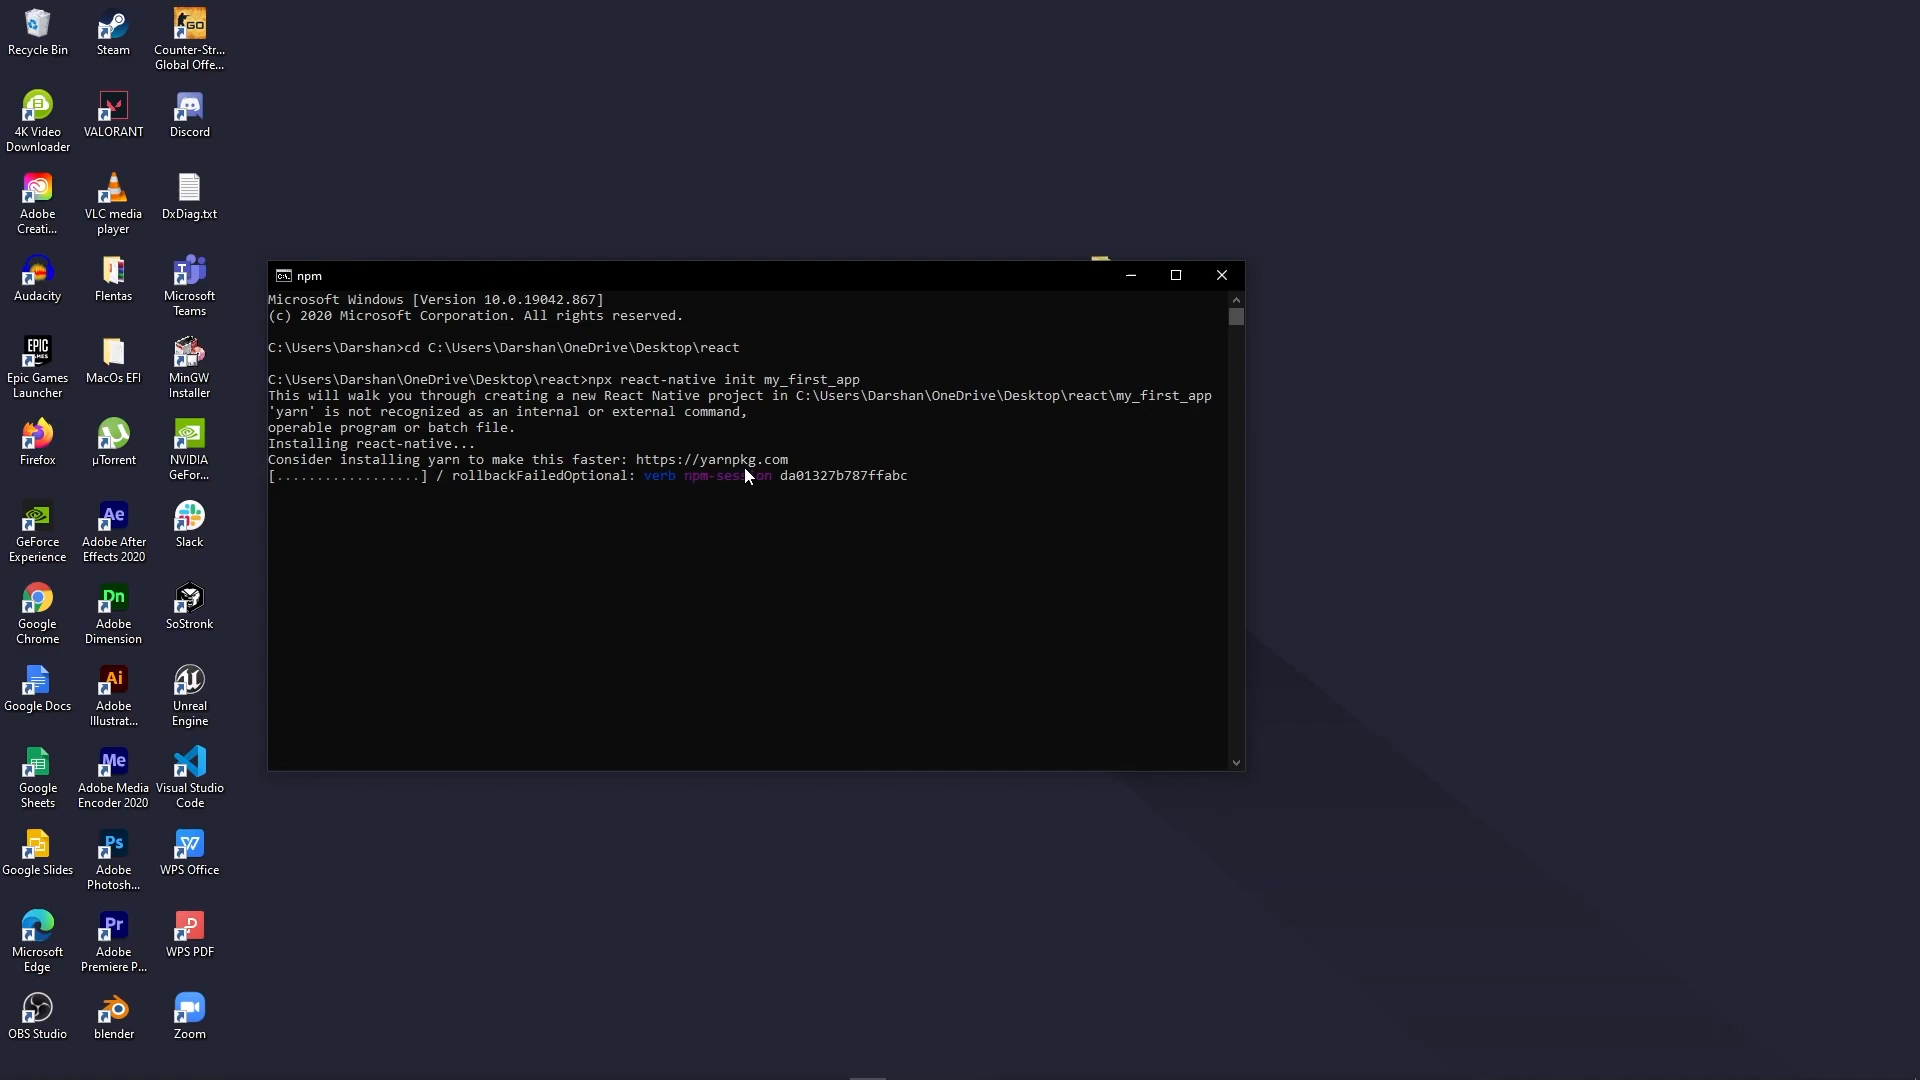 Recycle Bin
Steam
Counter-Str...
Global Offe...
4K Video
Downloader
VALORANT
Discord
Adobe
Creati...
VLC media
player
DxDiag.txt
Audacity
Flentas
Microsoft
Teams
Epic Games
Launcher
MacOs EFI
MinGW
Installer
Firefox
µTorrent
NVIDIA
GeFor...
GeForce
Experience
Adobe After
Effects 2020
Slack
Google
Chrome
Adobe
Dimension
SoStronk
Google Docs
Adobe
Illustrat...
Unreal
Engine
Google
Sheets
Adobe Media
Encoder 2020
Visual Studio
Code
Google Slides
Adobe
Photosh...
WPS Office
Microsoft
Edge
Adobe
Premiere P...
WPS PDF
OBS Studio
blender
Zoom
npm
Microsoft Windows [Version 10.0.19042.867]
(c) 2020 Microsoft Corporation. All rights reserved.
C:\Users\Darshan>cd C:\Users\Darshan\OneDrive\Desktop\react
C:\Users\Darshan\OneDrive\Desktop\react>npx react-native init my_first_app
This will walk you through creating a new React Native project in C:\Users\Darshan\OneDrive\Desktop\react\my_first_app
'yarn' is not recognized as an internal or external command,
operable program or batch file.
Installing react-native...
Consider installing yarn to make this faster: https://yarnpkg.com
[..................] / rollbackFailedOptional: verb npm-session da01327b787ffabc